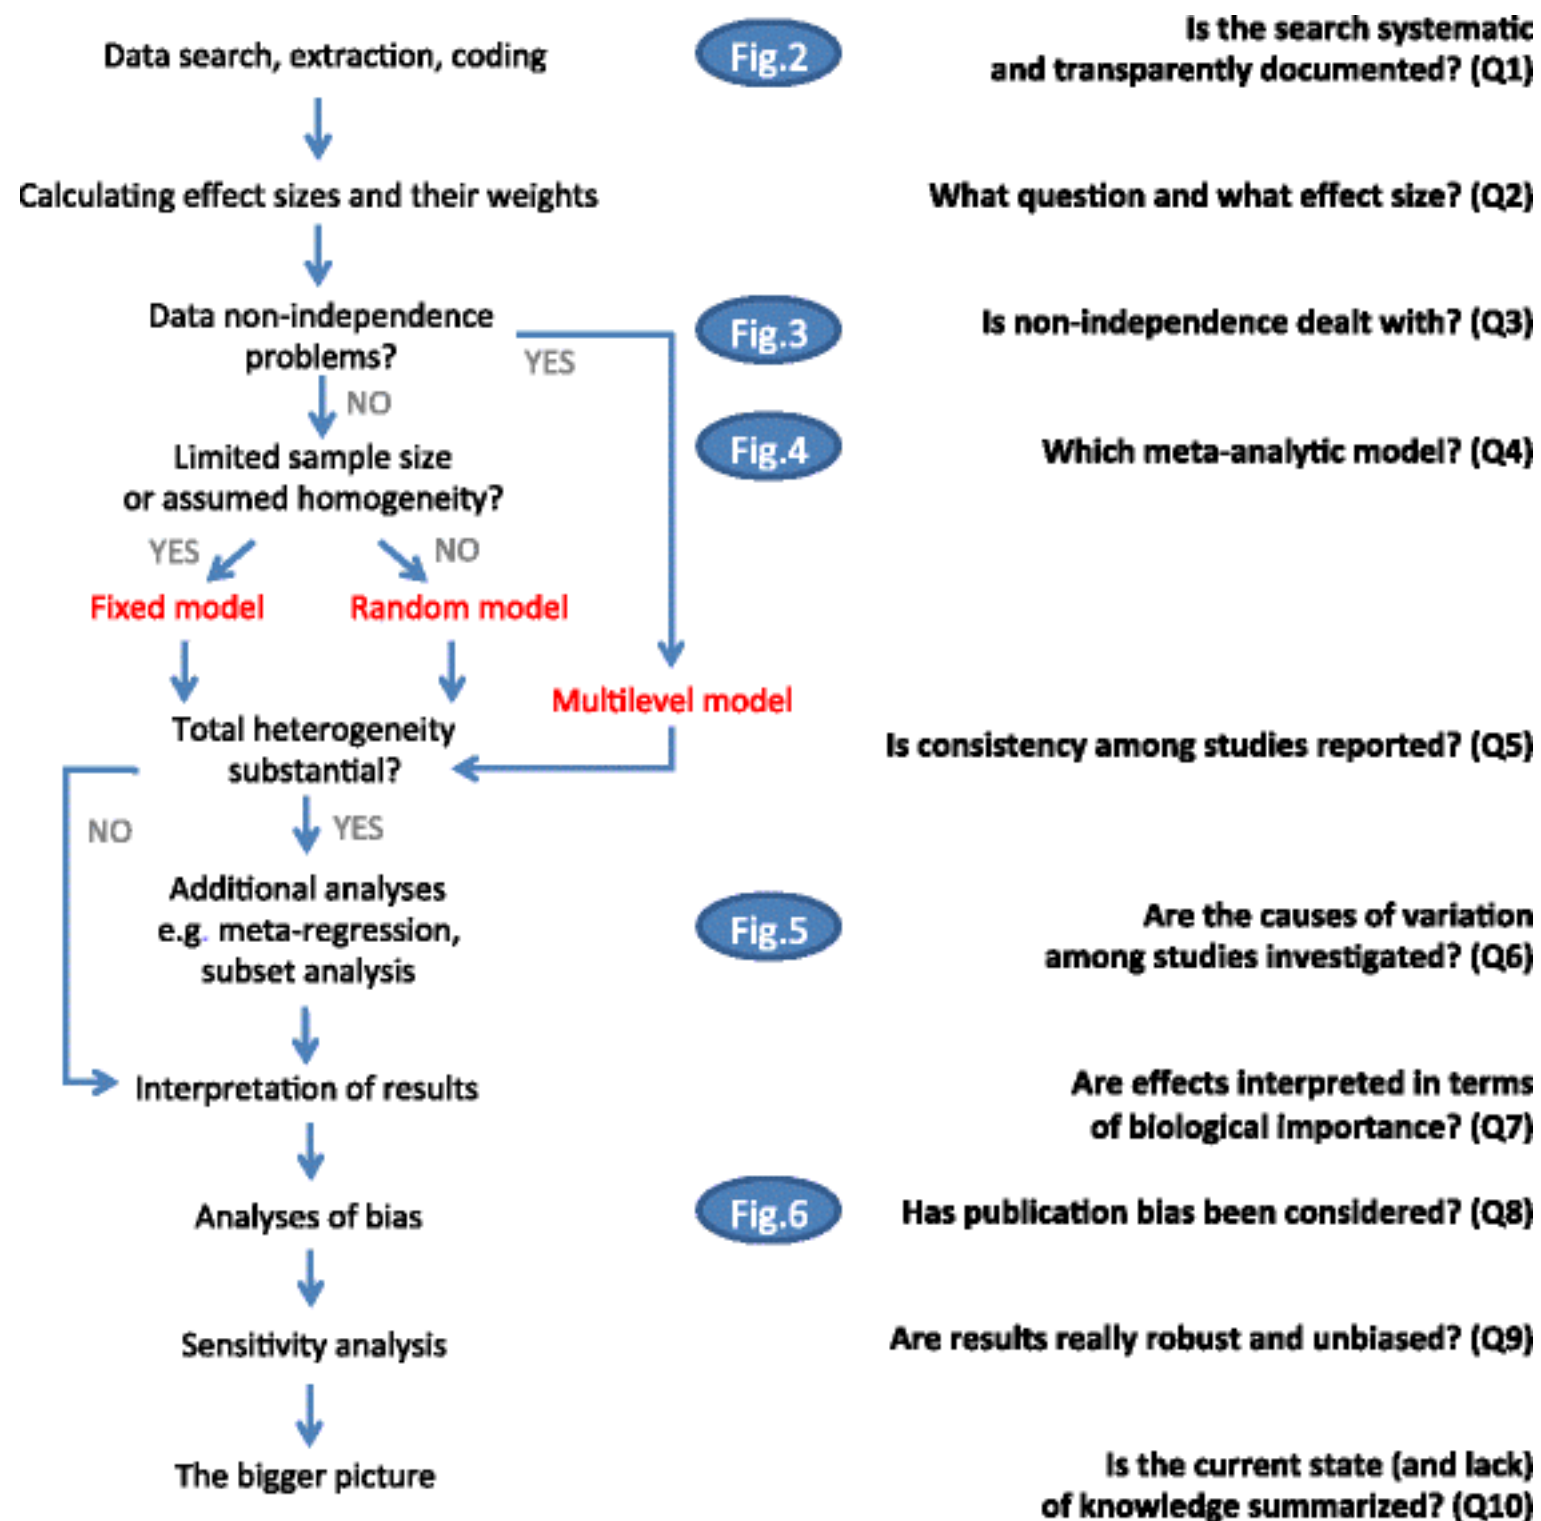 Data search, extraction, coding
Fig.2
Is the search systematic
and transparently documented? (Q1)
Calculating effect sizes and their weights
What question and what effect size? (Q2)
Data non-independence
problems?
YES
NO
Fig.3
Is non-independence dealt with? (Q3)
Limited sample size
or assumed homogeneity?
Fig.4
Which meta-analytic model? (Q4)
YES
NO
Fixed model
Random model
Multilevel model
Total heterogeneity
substantial?
Is consistency among studies reported? (Q5)
NO
YES
Additional analyses
e.g. meta-regression,
subset analysis
Fig.5
Are the causes of variation
among studies investigated? (Q6)
Interpretation of results
Are effects interpreted in terms
of biological importance? (Q7)
Analyses of bias
Fig.6
Has publication bias been considered? (Q8)
Sensitivity analysis
Are results really robust and unbiased? (Q9)
The bigger picture
Is the current state (and lack)
of knowledge summarized? (Q10)